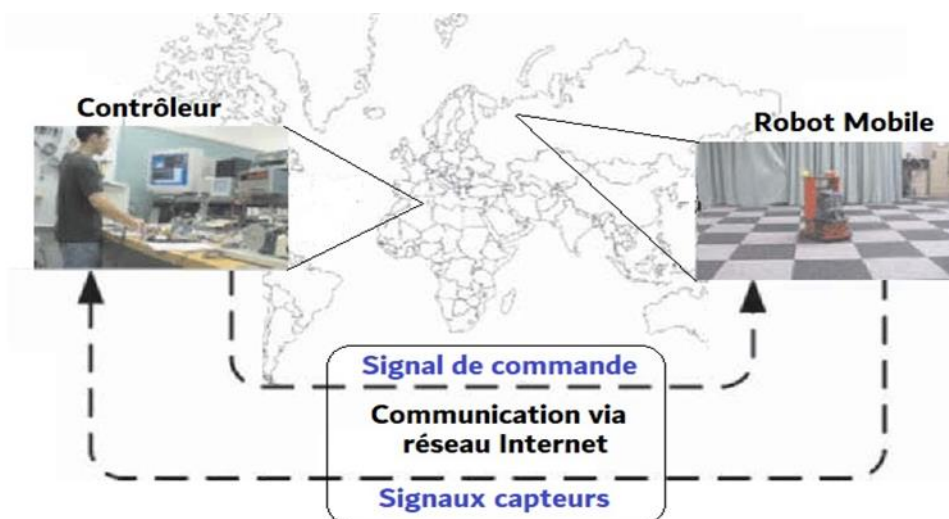 Contrôleur
Robot Mobile
Signal de commande
Communication via
réseau Internet
Signaux capteurs